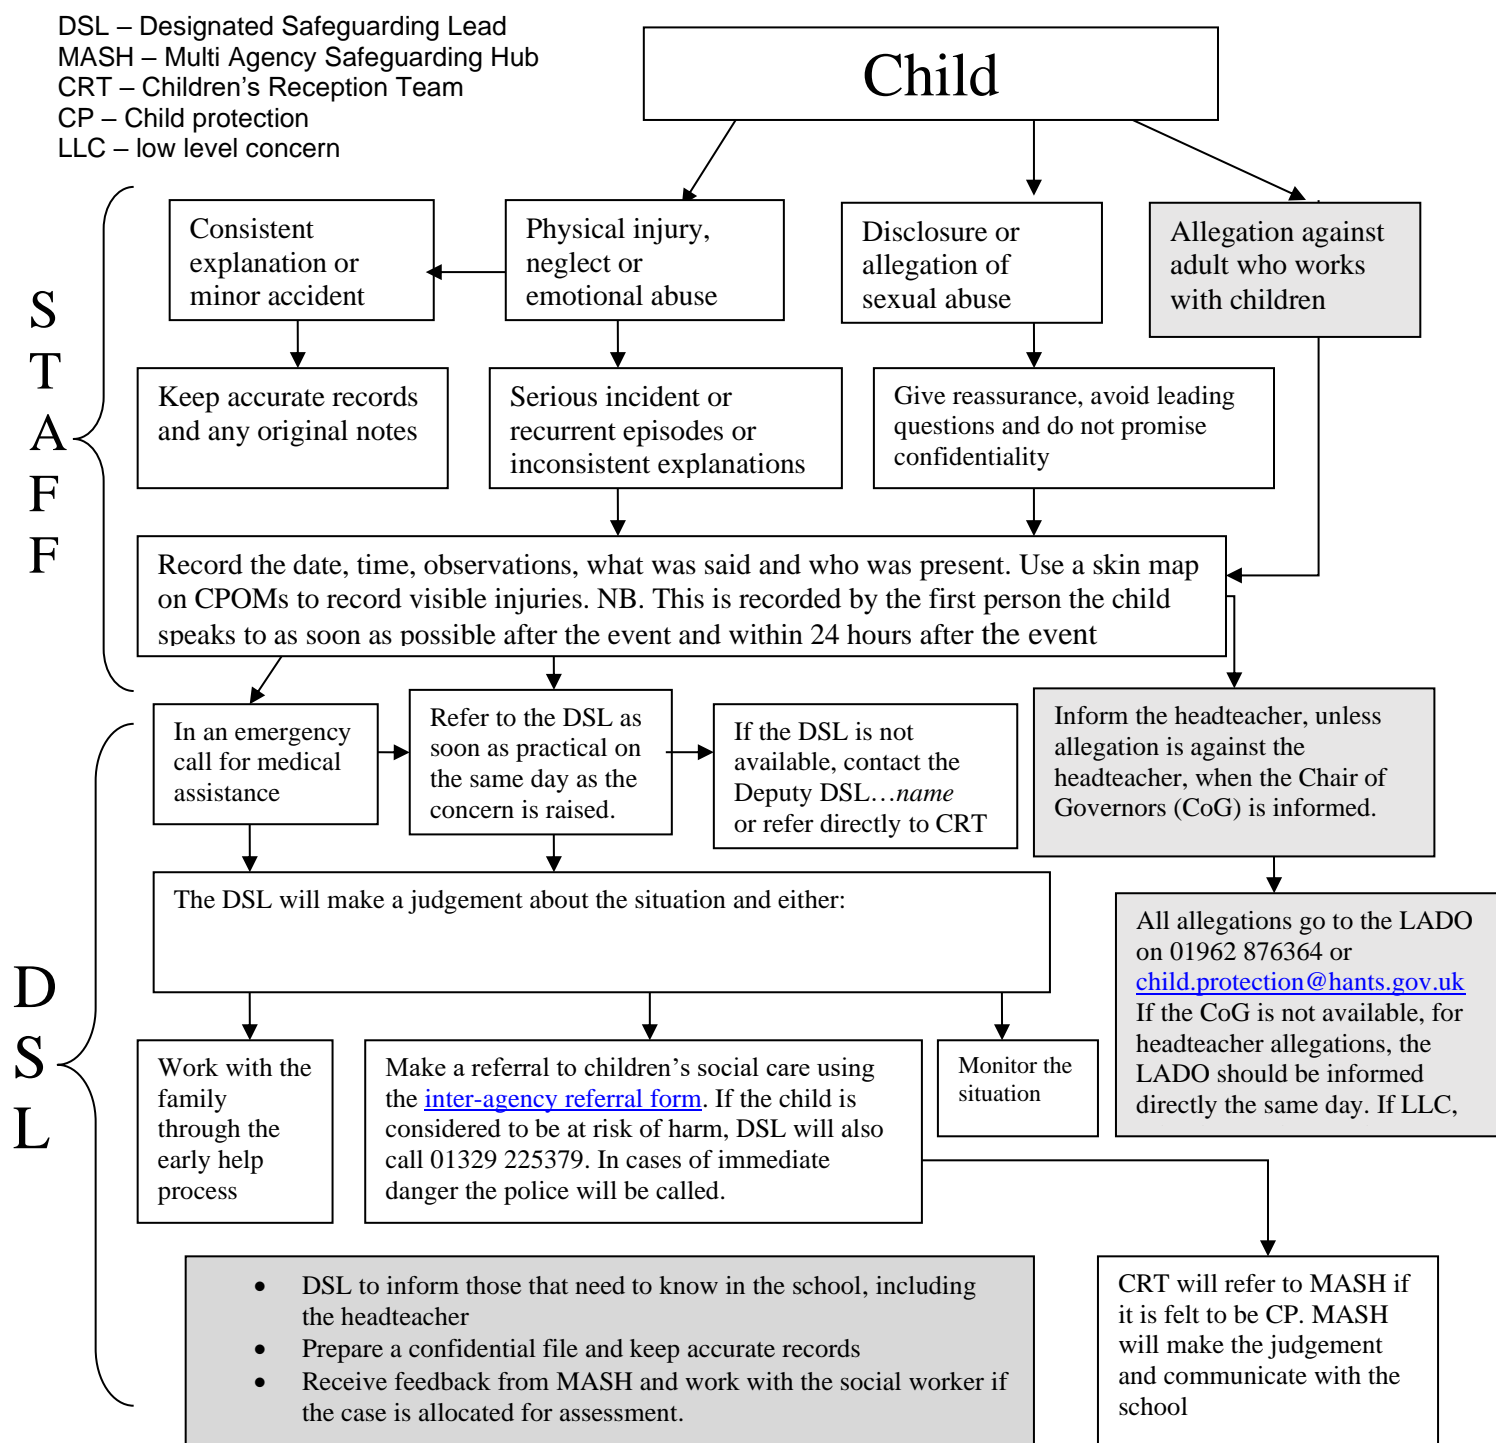 DSL – Designated Safeguarding Lead
MASH – Multi Agency Safeguarding Hub
CRT – Children's Reception Team
CP – Child protection
LLC – low level concern
Child
STAFF
Consistent
explanation or
minor accident
Physical injury,
neglect or
emotional abuse
Disclosure or
allegation of
sexual abuse
Allegation against
adult who works
with children
Keep accurate records
and any original notes
Serious incident or
recurrent episodes or
inconsistent explanations
Give reassurance, avoid leading
questions and do not promise
confidentiality
Record the date, time, observations, what was said and who was present. Use a skin map
on CPOMs to record visible injuries. NB. This is recorded by the first person the child
speaks to as soon as possible after the event and within 24 hours after the event
DSL
In an emergency
call for medical
assistance
Refer to the DSL as
soon as practical on
the same day as the
concern is raised.
If the DSL is not
available, contact the
Deputy DSL…name
or refer directly to CRT
Inform the headteacher, unless
allegation is against the
headteacher, when the Chair of
Governors (CoG) is informed.
The DSL will make a judgement about the situation and either:
All allegations go to the LADO
on 01962 876364 or
child.protection@hants.gov.uk
If the CoG is not available, for
headteacher allegations, the
LADO should be informed
directly the same day. If LLC,
Work with the
family
through the
early help
process
Make a referral to children's social care using
the inter-agency referral form. If the child is
considered to be at risk of harm, DSL will also
call 01329 225379. In cases of immediate
danger the police will be called.
Monitor the
situation
• DSL to inform those that need to know in the school, including
the headteacher
• Prepare a confidential file and keep accurate records
• Receive feedback from MASH and work with the social worker if
the case is allocated for assessment.
CRT will refer to MASH if
it is felt to be CP. MASH
will make the judgement
and communicate with the
school